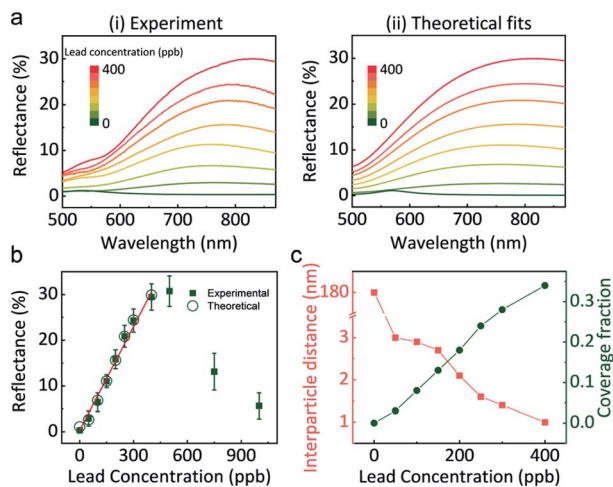 a
(i) Experiment
(ii) Theoretical fits
Lead concentration (ppb)
400
0
Reflectance (%)
30
20
10
0
500 600 700 800
Wavelength (nm)
400
0
Reflectance (%)
30
20
10
0
500 600 700 800
Wavelength (nm)
b
Reflectance (%)
30
20
10
0
Experimental
Theoretical
0 300 600 900
Lead Concentration (ppb)
c
Interparticle distance (nm)
180
3
2
1
0 200 400
Lead Concentration (ppb)
Coverage fraction
0.3
0.2
0.1
0.0